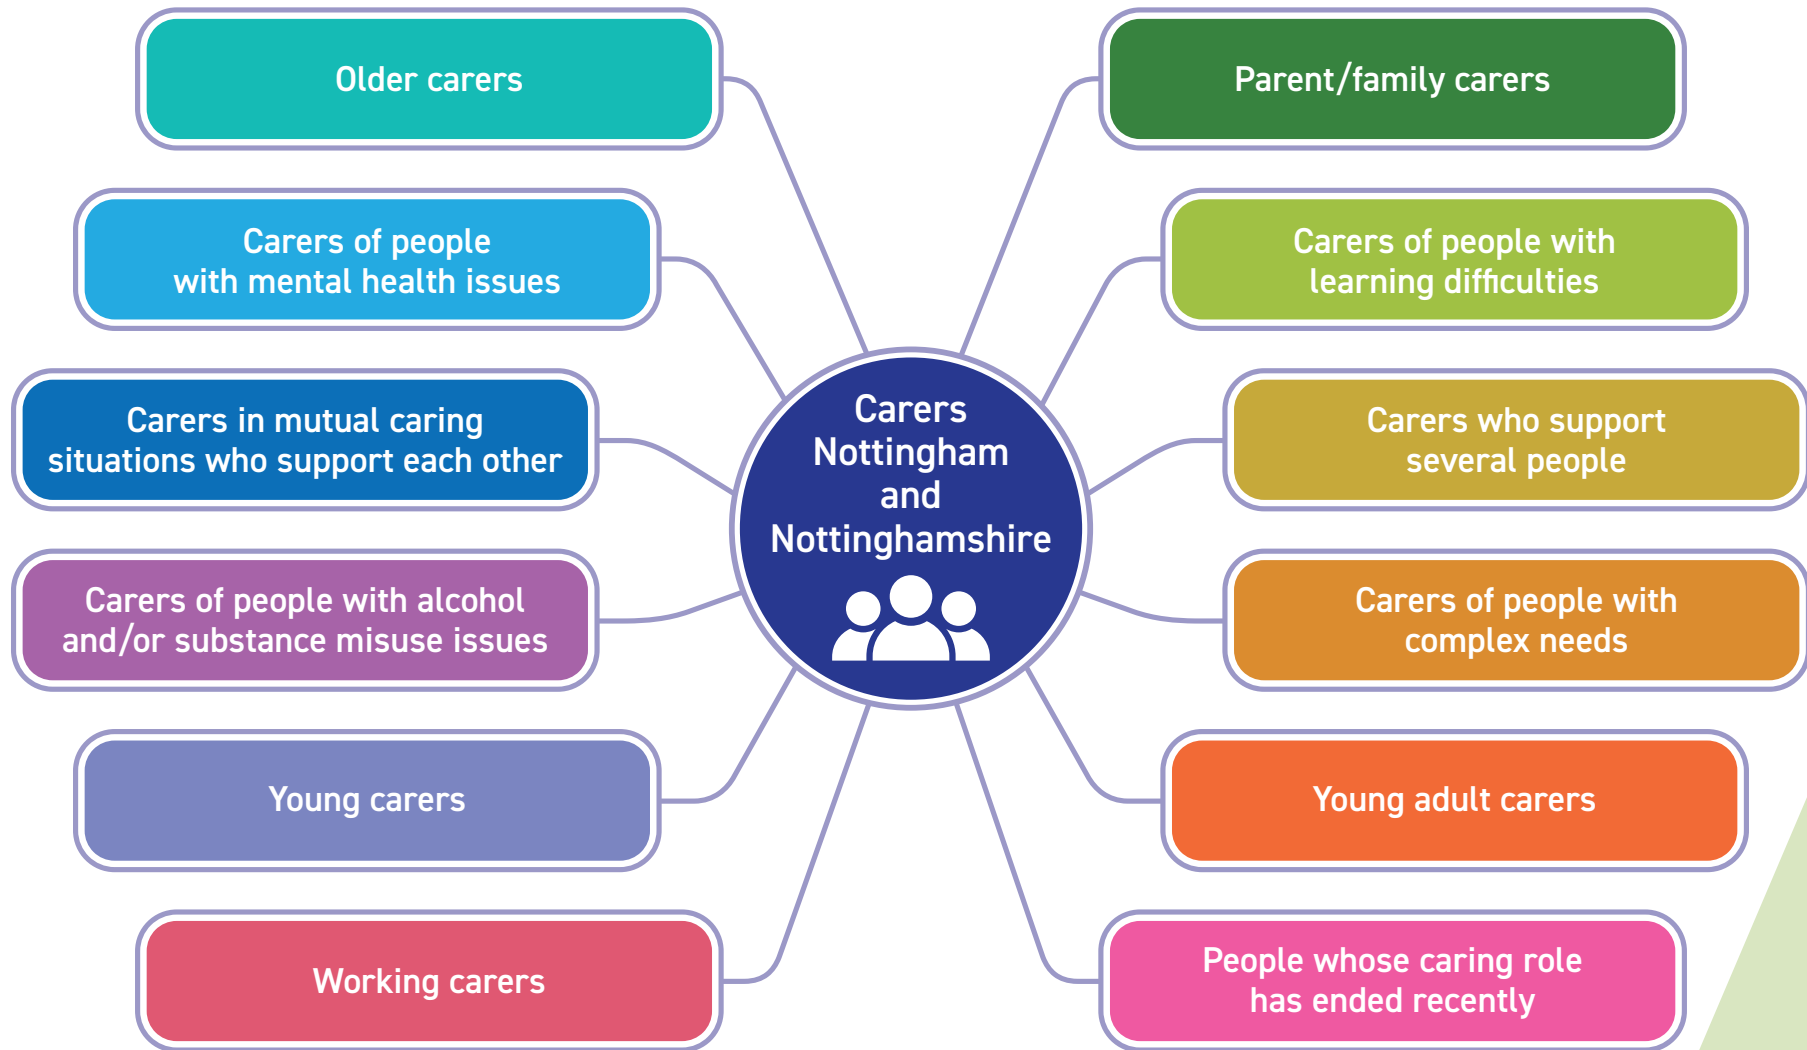 Older carers
Carers of people
with mental health issues
Carers in mutual caring
situations who support each other
Carers of people with alcohol
and/or substance misuse issues
Young carers
Working carers
Carers
Nottingham
and
Nottinghamshire
Parent/family carers
Carers of people with
learning difficulties
Carers who support
several people
Carers of people with
complex needs
Young adult carers
People whose caring role
has ended recently